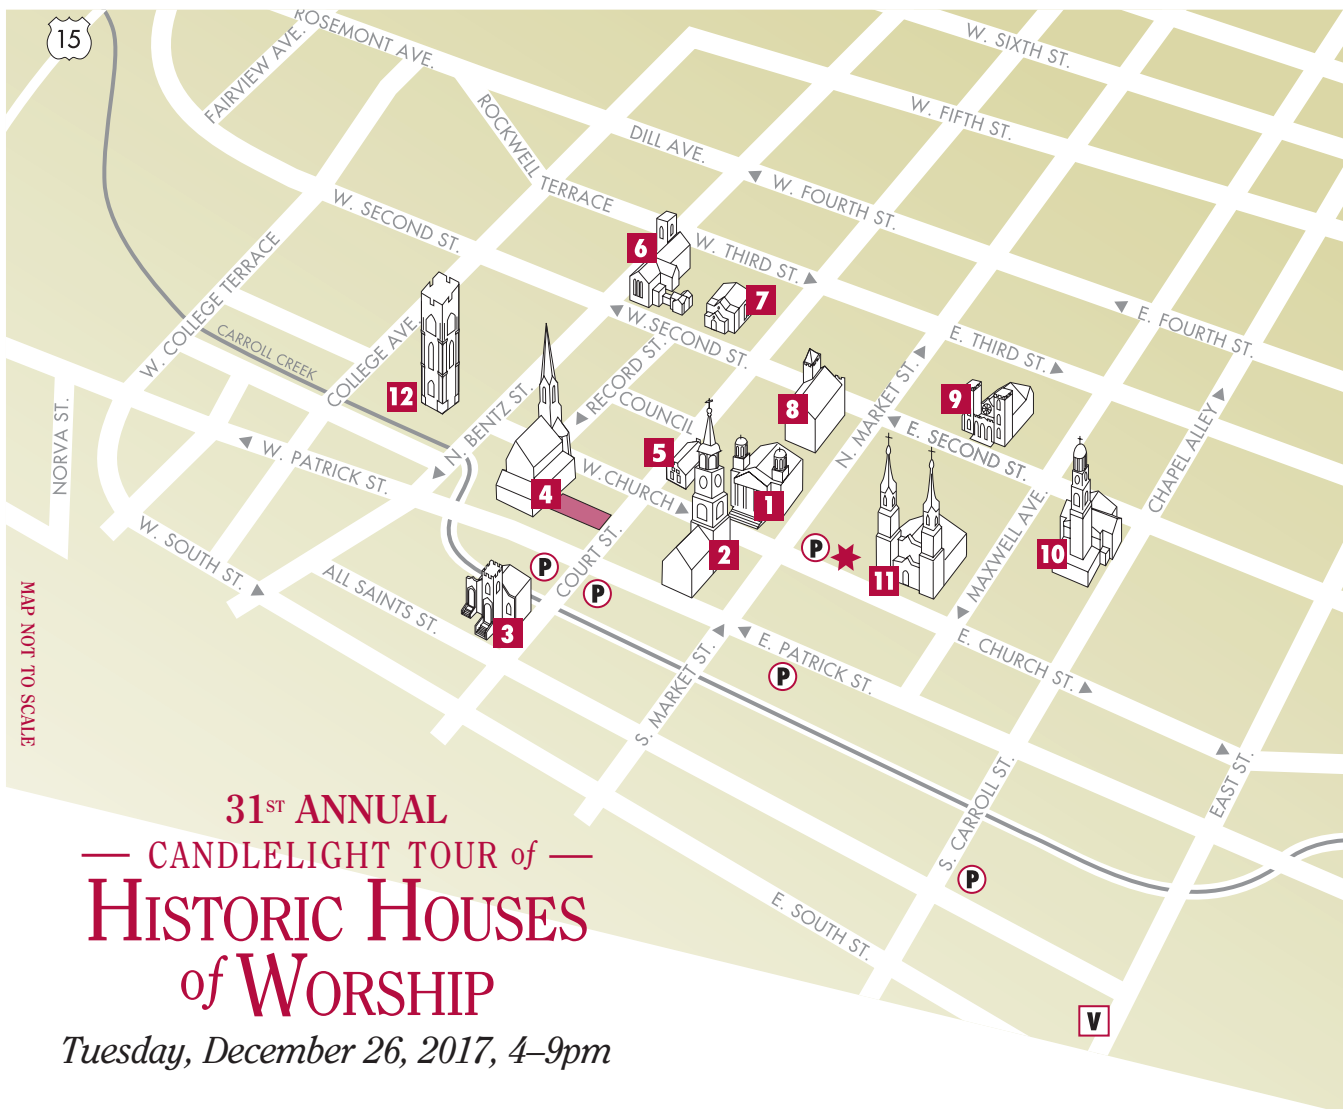 15
ROSEMONT AVE.
FAIRVIEW AVE.
W. SIXTH ST.
ROCKWELL TERRACE
W. FIFTH ST.
DILL AVE.
W. FOURTH ST.
W. SECOND ST.
6
W. THIRD ST.
7
W. COLLEGE TERRACE
E. FOURTH ST.
CARROLL CREEK
COLLEGE AVE.
W. SECOND ST.
E. THIRD ST.
12
N. BENTZ ST.
RECORD ST.
COUNCIL
8
N. MARKET ST.
9
E. SECOND ST.
CHAPEL ALLEY
NORVA ST.
W. PATRICK ST.
4
W. CHURCH
5
1
2
P
11
MAXWELL AVE.
10
W. SOUTH ST.
ALL SAINTS ST.
P
COURT ST.
P
3
E. CHURCH ST.
S. MARKET ST.
E. PATRICK ST.
P
MAP NOT TO SCALE
S. CARROLL ST.
EAST ST.
P
E. SOUTH ST.
V
31ST ANNUAL
CANDLELIGHT TOUR of
HISTORIC HOUSES
of WORSHIP
Tuesday, December 26, 2017, 4–9pm